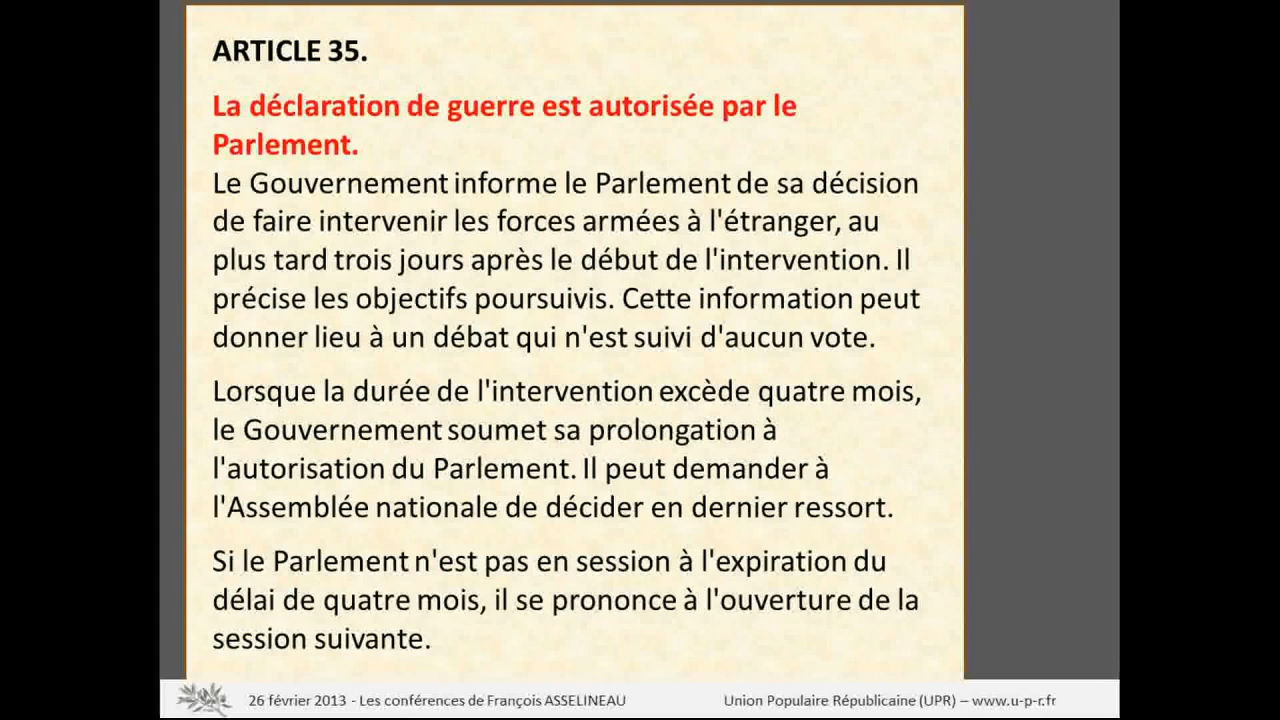 ARTICLE 35.
La déclaration de guerre est autorisée par le
Parlement.
Le Gouvernement informe le Parlement de sa décision
de faire intervenir les forces armées à l'étranger, au
plus tard trois jours après le début de l'intervention. Il
précise les objectifs poursuivis. Cette information peut
donner lieu à un débat qui n'est suivi d'aucun vote.
Lorsque la durée de l'intervention excède quatre mois,
le Gouvernement soumet sa prolongation à
l'autorisation du Parlement. Il peut demander à
l'Assemblée nationale de décider en dernier ressort.
Si le Parlement n'est pas en session à l'expiration du
délai de quatre mois, il se prononce à l'ouverture de la
session suivante.
26 février 2013 - Les conférences de François ASSELINEAU
Union Populaire Républicaine (UPR) – www.u-p-r.fr